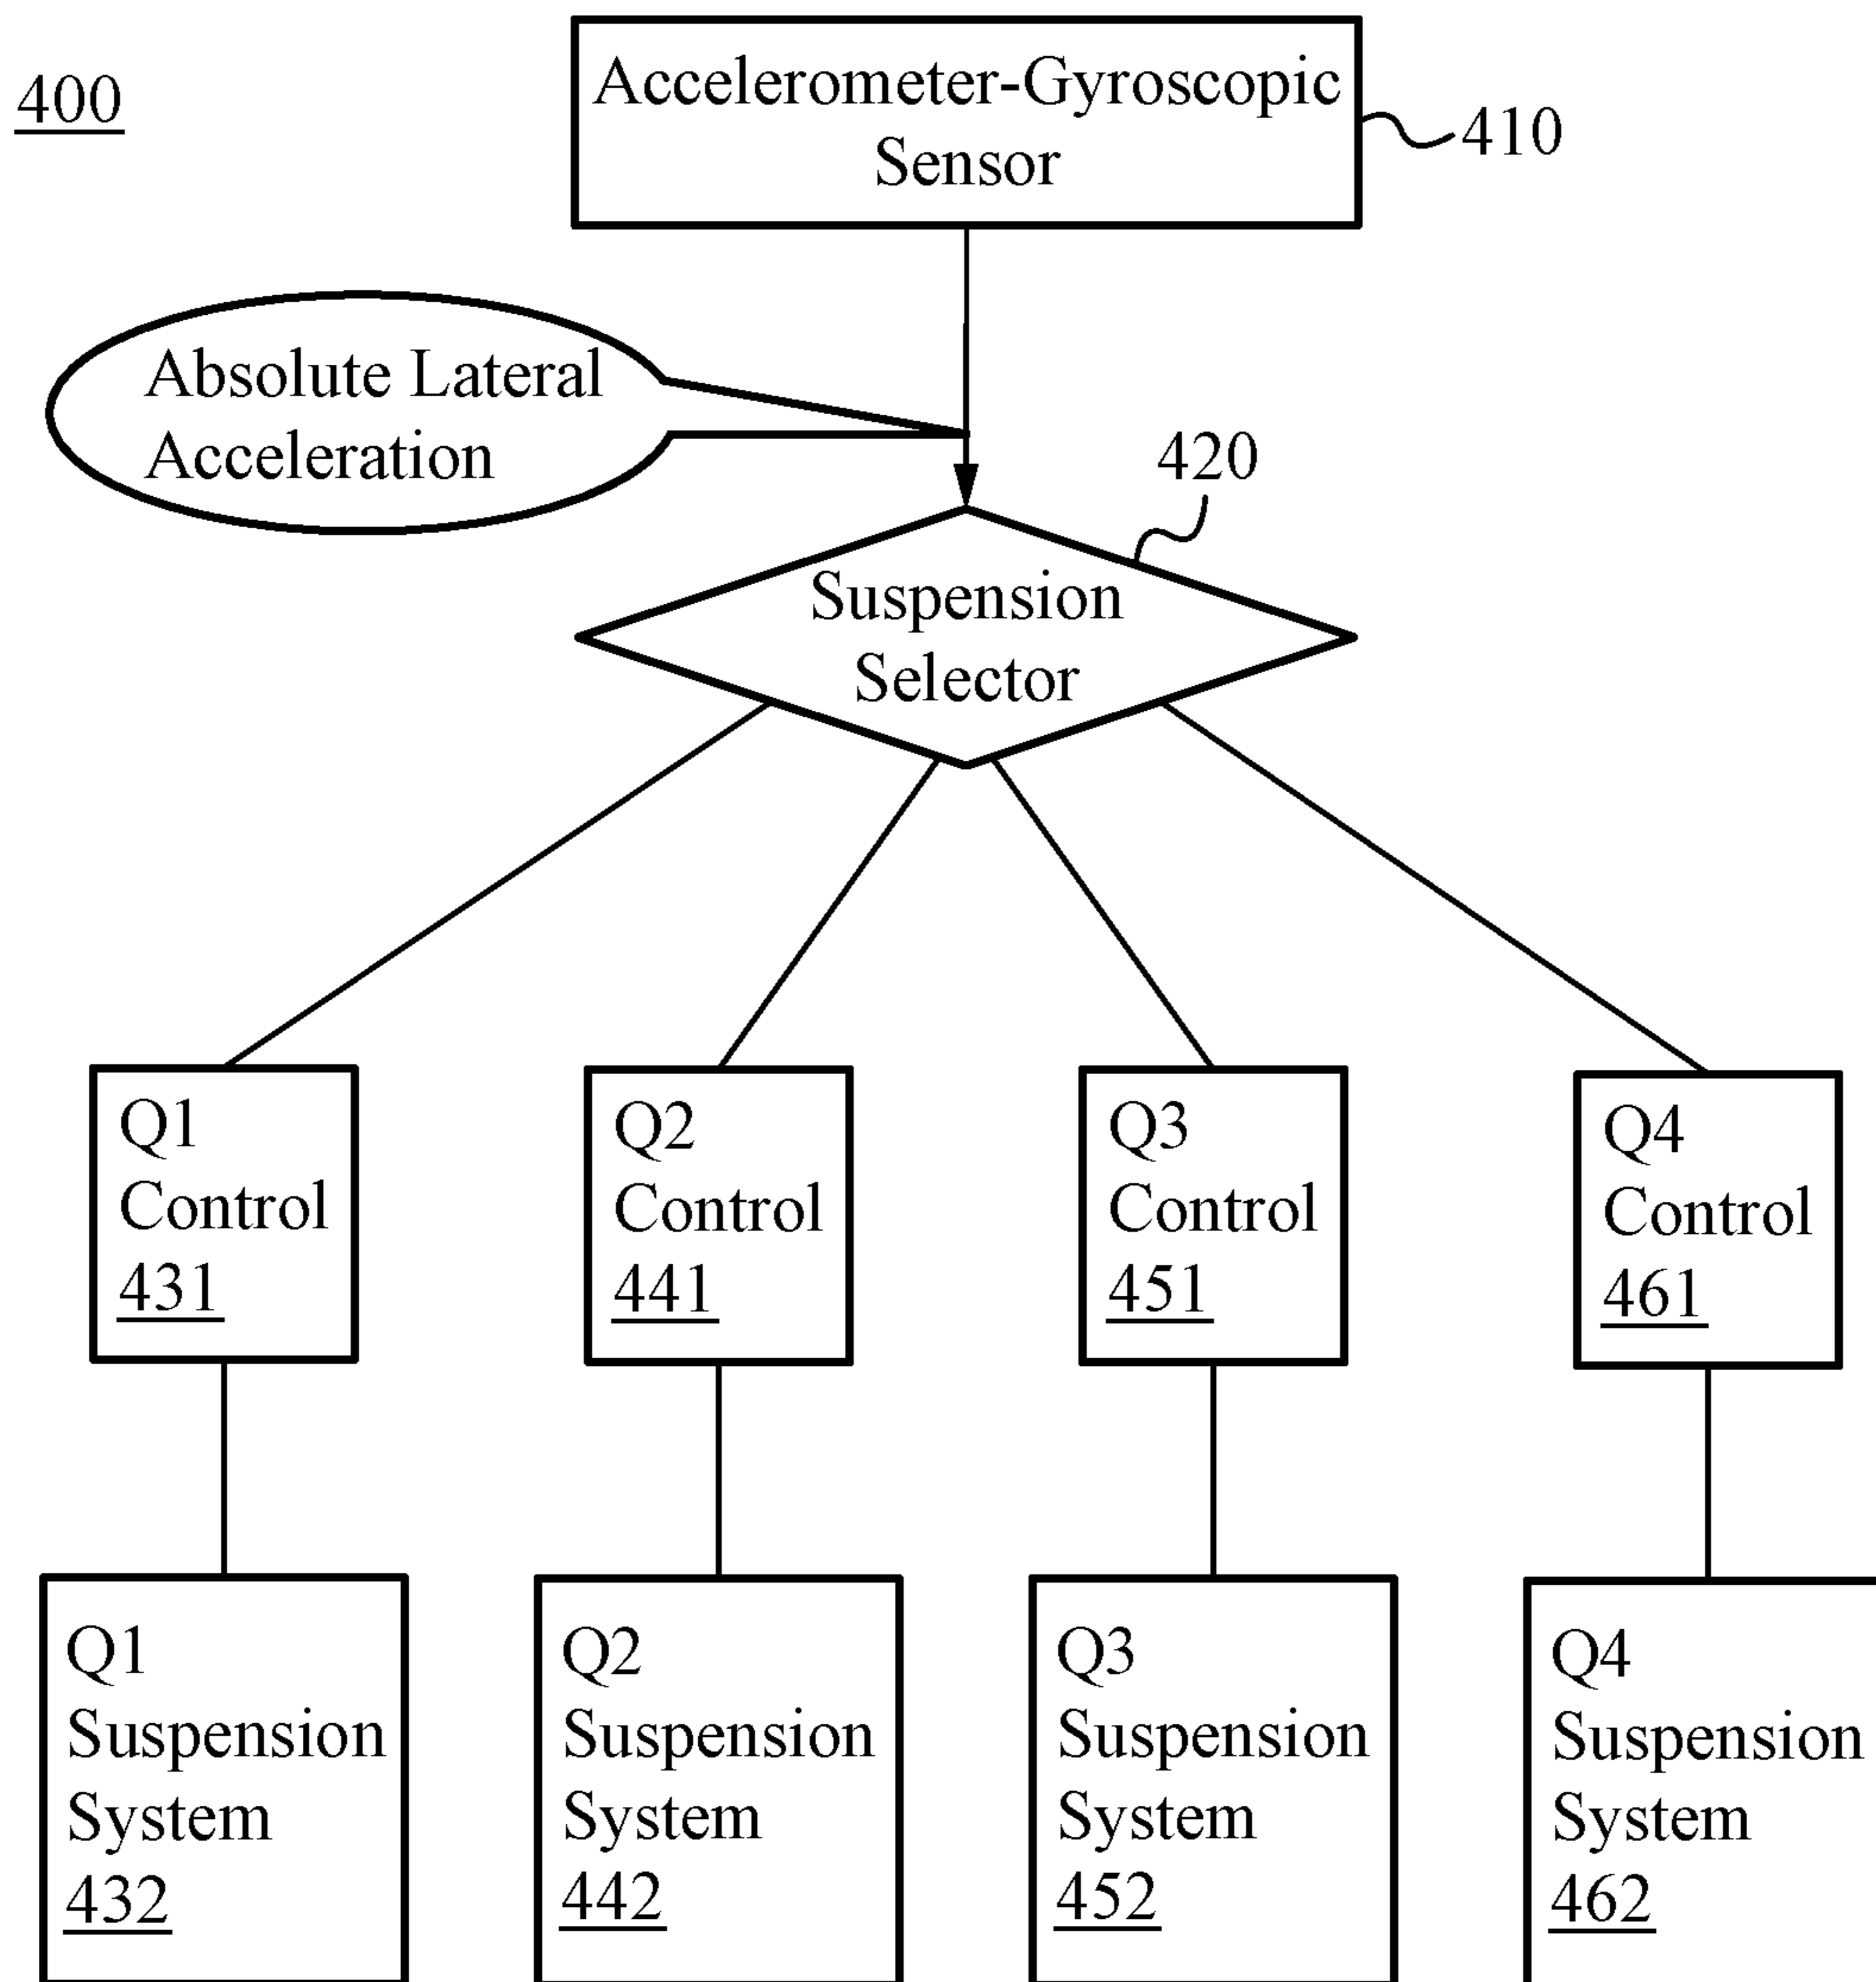 400
Accelerometer-Gyroscopic
Sensor
410
Absolute Lateral
Acceleration
420
Suspension
Selector
Q1
Control
431
Q2
Control
441
Q3
Control
451
Q4
Control
461
Q1
Suspension
System
432
Q2
Suspension
System
442
Q3
Suspension
System
452
Q4
Suspension
System
462